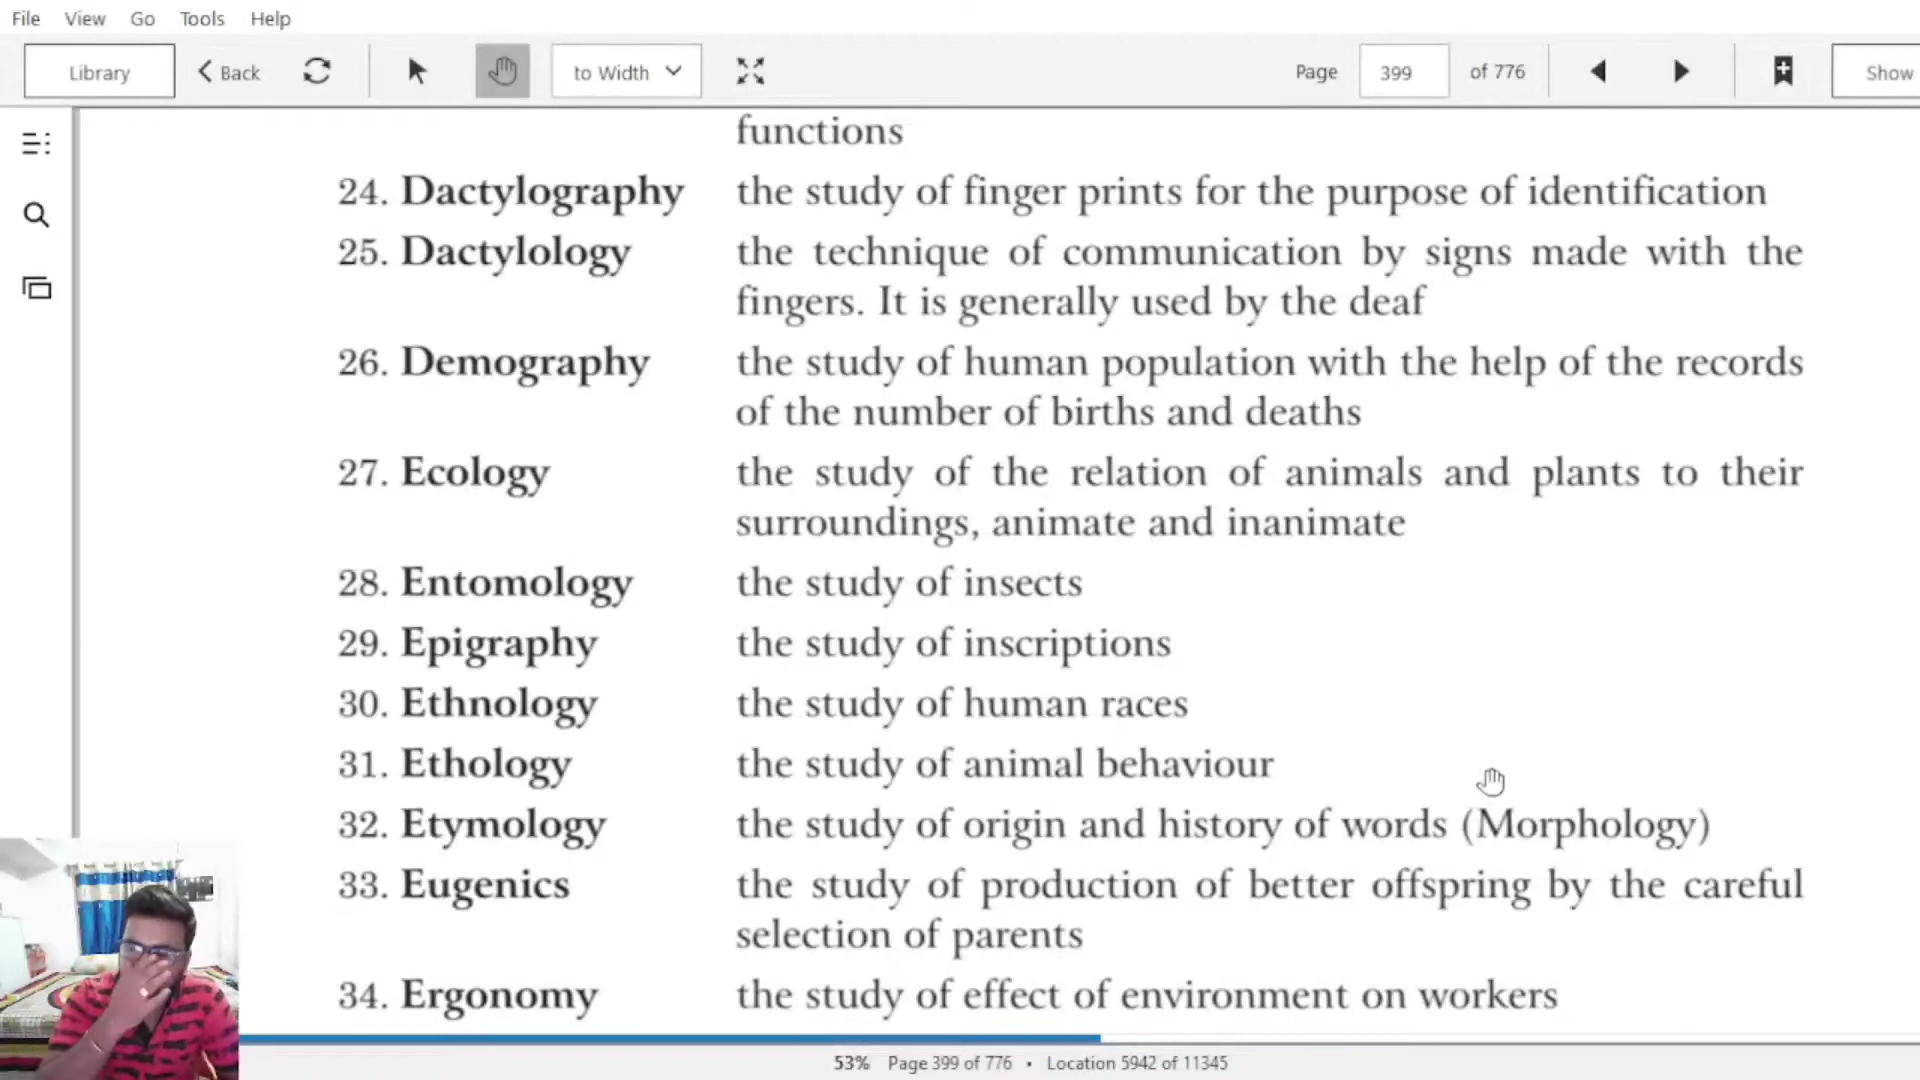 File View Go Tools Help
Library Back to Width Page 399 of 776 Show
functions
24. Dactylography the study of finger prints for the purpose of identification
25. Dactylology the technique of communication by signs made with the
fingers. It is generally used by the deaf
26. Demography the study of human population with the help of the records
of the number of births and deaths
27. Ecology the study of the relation of animals and plants to their
surroundings, animate and inanimate
28. Entomology the study of insects
29. Epigraphy the study of inscriptions
30. Ethnology the study of human races
31. Ethology the study of animal behaviour
32. Etymology the study of origin and history of words (Morphology)
33. Eugenics the study of production of better offspring by the careful
selection of parents
34. Ergonomy the study of effect of environment on workers
53% Page 399 of 776 • Location 5942 of 11345